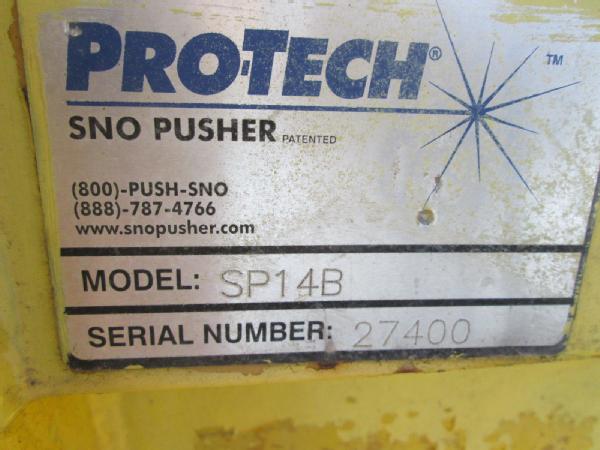 PRO-TECH® ™
SNO PUSHER PATENTED
(800)-PUSH-SNO
(888)-787-4766
www.snopusher.com
MODEL: SP14B
SERIAL NUMBER: 27400